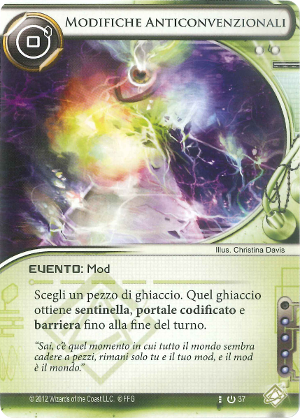 0
MODIFICHE ANTICONVENZIONALI
Illus. Christina Davis
EVENTO: Mod
Scegli un pezzo di ghiaccio. Quel ghiaccio
ottiene sentinella, portale codificato e
barriera fino alla fine del turno.
"Sai, c'è quel momento in cui tutto il mondo sembra
cadere a pezzi, rimani solo tu e il tuo mod, e il mod
è il mondo."
© 2012 Wizards of the Coast LLC. © FFG
37